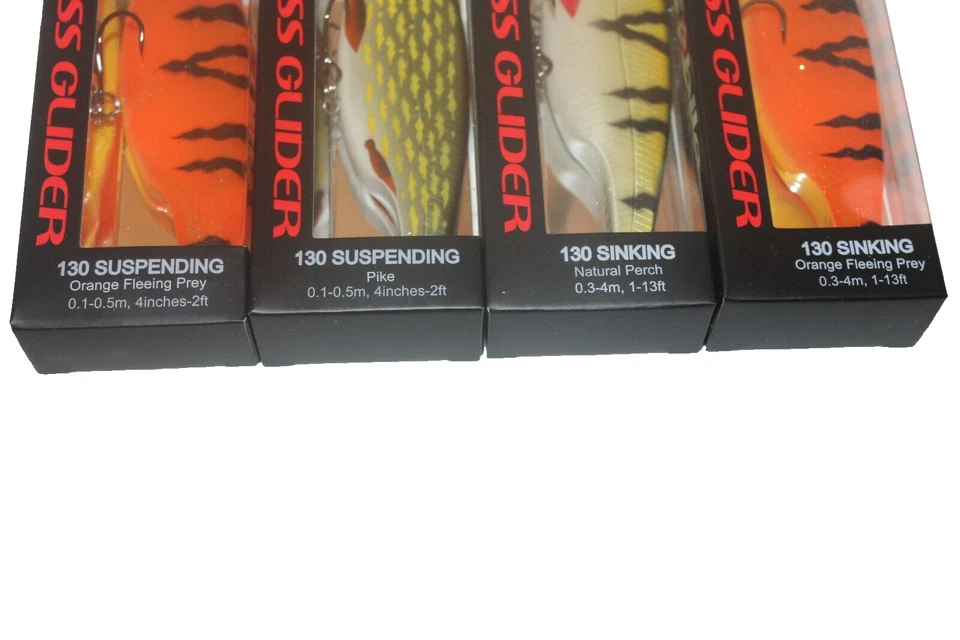 SS GLIDER
130 SUSPENDING
Orange Fleeing Prey
0.1-0.5m, 4inches-2ft
SS GLIDER
130 SUSPENDING
Pike
0.1-0.5m, 4inches-2ft
SS GLIDER
130 SINKING
Natural Perch
0.3-4m, 1-13ft
SS GLIDER
130 SINKING
Orange Fleeing Prey
0.3-4m, 1-13ft